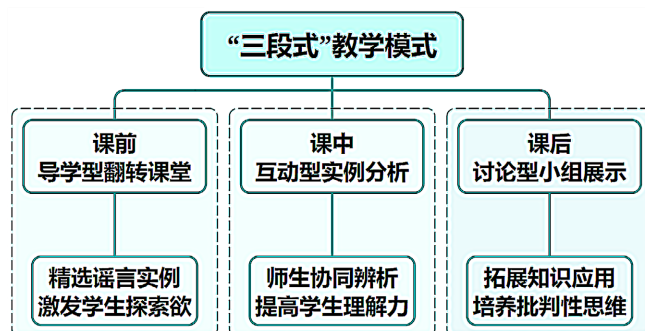 “三段式”教学模式
课前
导学型翻转课堂
课中
互动型实例分析
课后
讨论型小组展示
精选谣言实例
激发学生探索欲
师生协同辨析
提高学生理解力
拓展知识应用
培养批判性思维